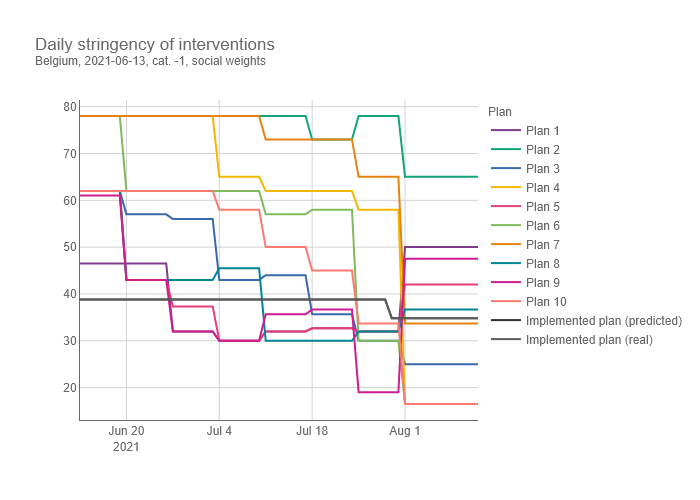 Daily stringency of interventions
Belgium, 2021-06-13, cat. -1, social weights
80
70
60
50
40
30
20
Jun 20
2021
Jul 4
Jul 18
Aug 1
Plan
Plan 1
Plan 2
Plan 3
Plan 4
Plan 5
Plan 6
Plan 7
Plan 8
Plan 9
Plan 10
Implemented plan (predicted)
Implemented plan (real)